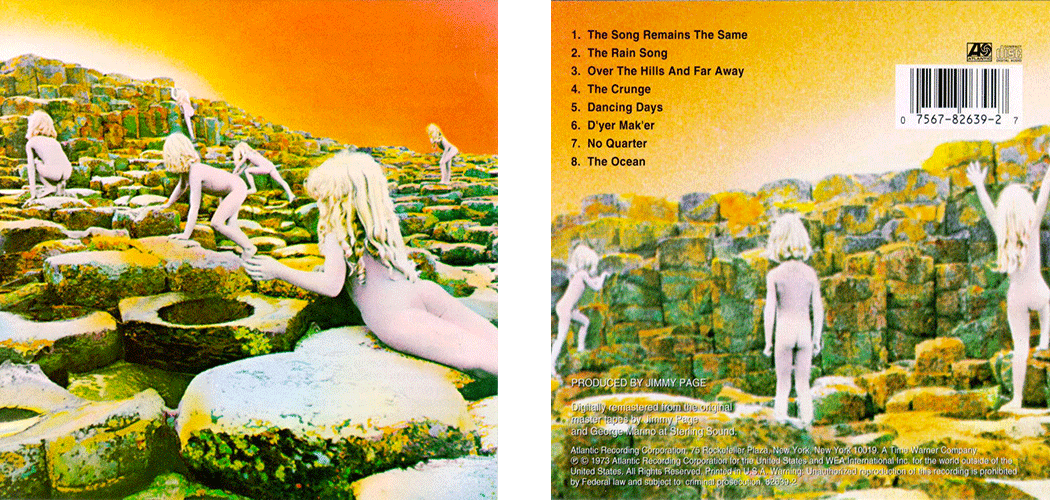 1. The Song Remains The Same
2. The Rain Song
3. Over The Hills And Far Away
4. The Crunge
5. Dancing Days
6. D'yer Mak'er
7. No Quarter
8. The Ocean
ATLANTIC
COMPACT
disc
DIGITAL AUDIO
0 7567-82639-2 7
PRODUCED BY JIMMY PAGE
Digitally remastered from the original
master tapes by Jimmy Page
and George Marino at Sterling Sound.
Atlantic Recording Corporation, 75 Rockefeller Plaza, New York, New York 10019. A Time Warner Company
℗ © 1973 Atlantic Recording Corporation for the United States and WEA International Inc. for the world outside of the
United States. All Rights Reserved. Printed in U.S.A. Warning: Unauthorized reproduction of this recording is prohibited
by Federal law and subject to criminal prosecution. 82639-2